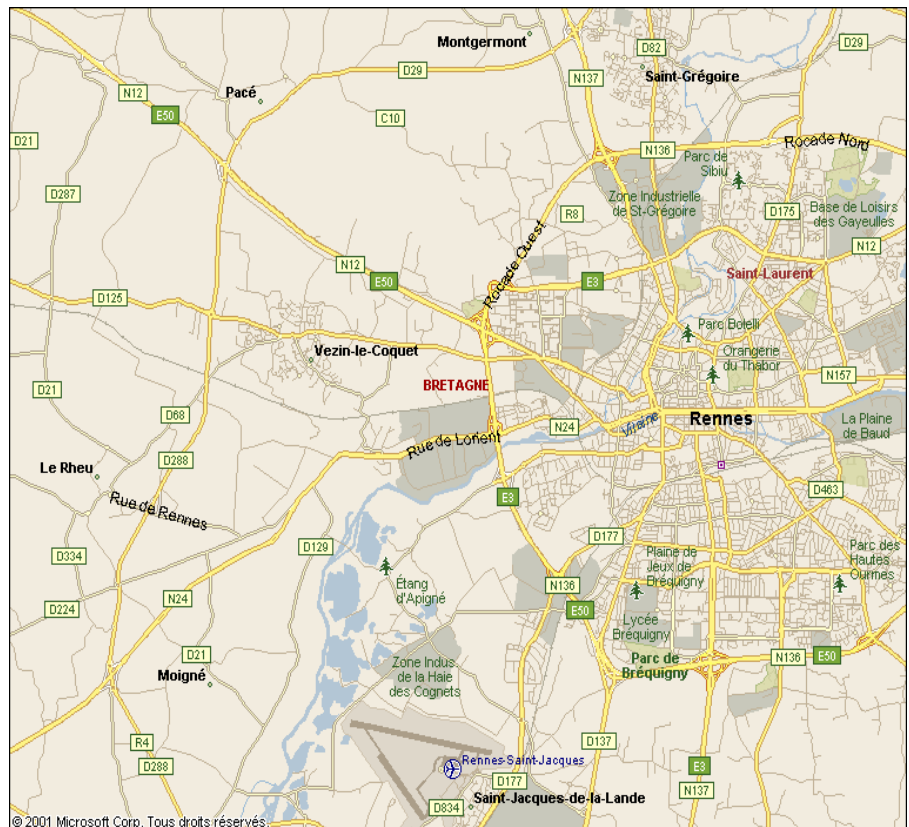 Montgermont
D82
D29
N137
Saint-Grégoire
D29
N12
Pacé
E50
C10
D21
N136
Rocade Nord
Parc de
Sibiu
D287
Zone Industrielle
de St-Grégoire
R8
D175
Base de Loisirs
des Gayeulles
Rocade Ouest
N12
N12
E50
E3
Saint-Laurent
D125
Parc Botelli
Vezin-le-Coquet
Orangerie
du Thabor
BRETAGNE
N157
D21
D68
Vilaine
Rennes
La Plaine
de Baud
N24
Rue de Lorient
D288
Le Rheu
D463
Rue de Rennes
E3
D334
D129
D177
Plaine de
Jeux de
Bréquigny
Parc des
Hautes
Ourmes
Étang
d'Apigné
N136
N24
D224
E50
Lycée
Bréquigny
D21
Moigné
Zone Indus
de la Haie
des Cognets
Parc de
Bréquigny
N136
E50
R4
D137
Rennes-Saint-Jacques
D288
D177
E3
N137
D834
Saint-Jacques-de-la-Lande
© 2001 Microsoft Corp. Tous droits réservés.